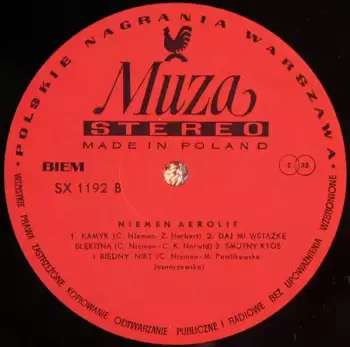 • POLSKIE NAGRANIA WARSZAWA •
Muza
STEREO
MADE IN POLAND
BIEM
SX 1192 B
33
NIEMEN AEROLIT
1. KAMYK (C. Niemen-Z. Herbert) 2. DAJ MI WSTĄŻKĘ
BŁĘKITNĄ (C. Niemen-C. K. Norwid) 3. SMUTNY KTOŚ
I BIEDNY NIKT (C. Niemen-M. Pawlikowska-
Jasnorzewska)
WSZYSTKIE PRAWA ZASTRZEŻONE KOPIOWANIE ODTWARZANIE PUBLICZNE I RADIOWE BEZ UPOWAŻNIENIA WZBRONIONE